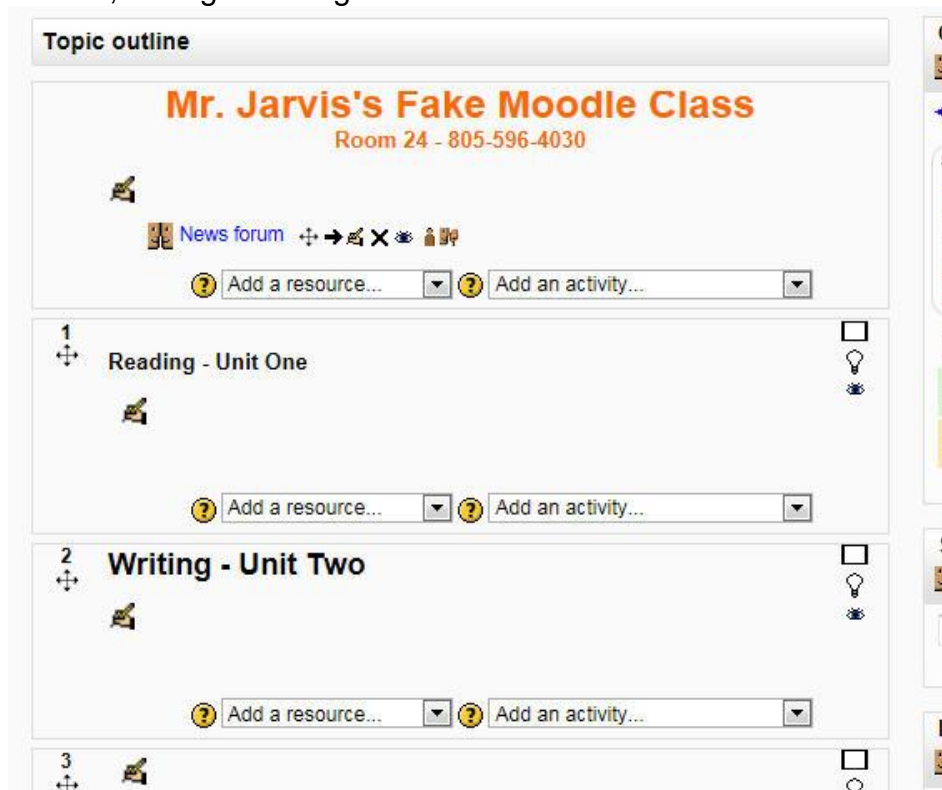 Topic outline
Mr. Jarvis's Fake Moodle Class
Room 24 - 805-596-4030
News forum
Add a resource... Add an activity...
1
Reading - Unit One
Add a resource... Add an activity...
2
Writing - Unit Two
Add a resource... Add an activity...
3